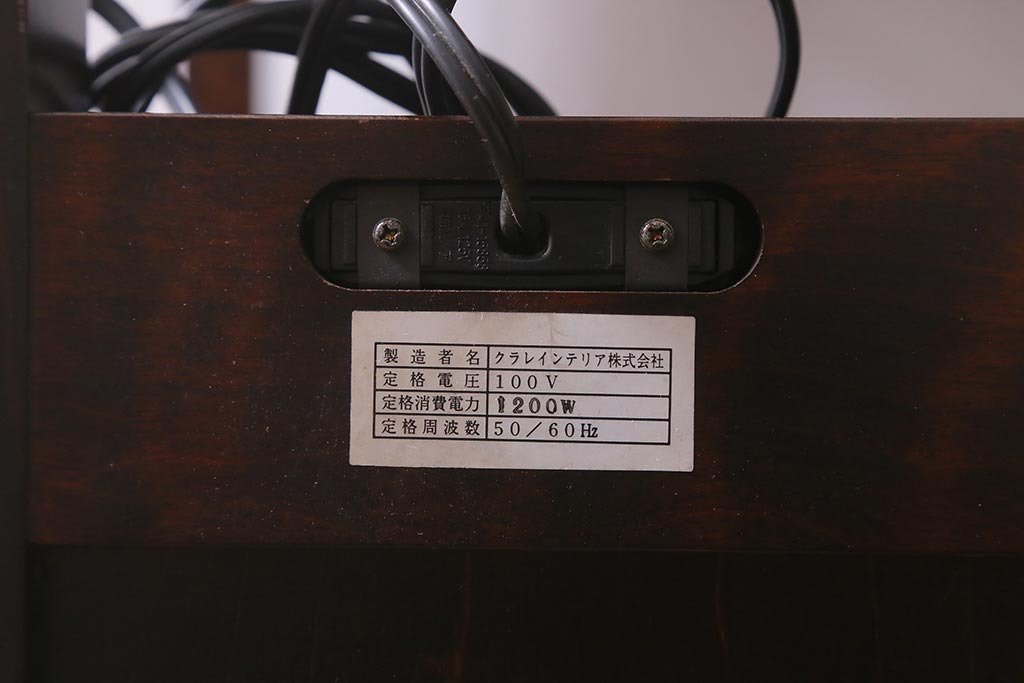 製造者名 クラレインテリア株式会社
定格電圧 100V
定格消費電力 1200W
定格周波数 50／60Hz